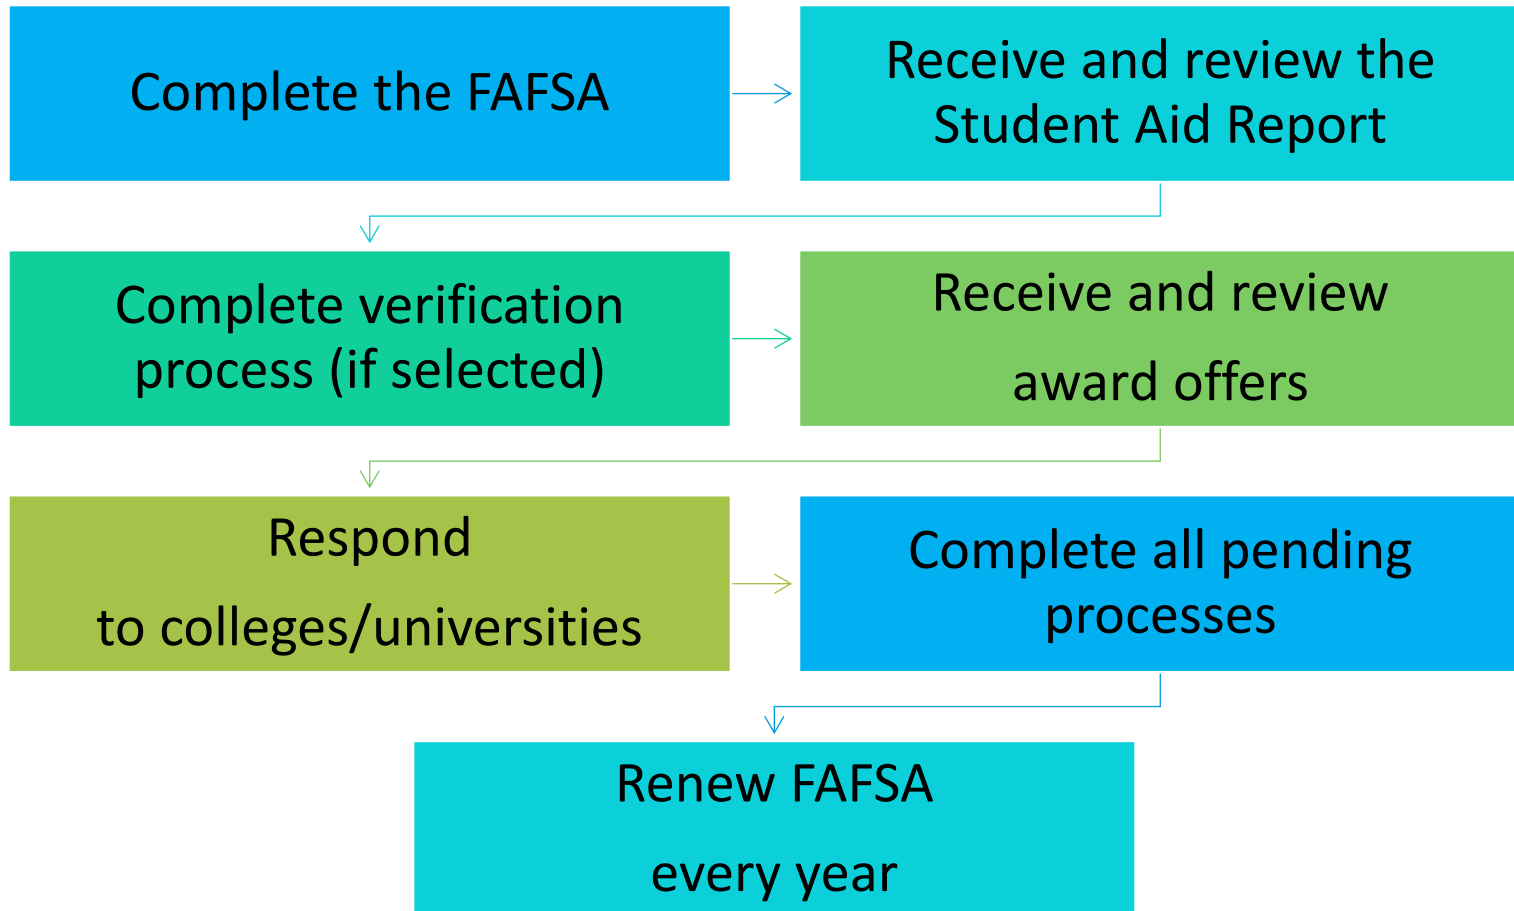 Complete the FAFSA
Receive and review the
Student Aid Report
Complete verification
process (if selected)
Receive and review
award offers
Respond
to colleges/universities
Complete all pending
processes
Renew FAFSA
every year